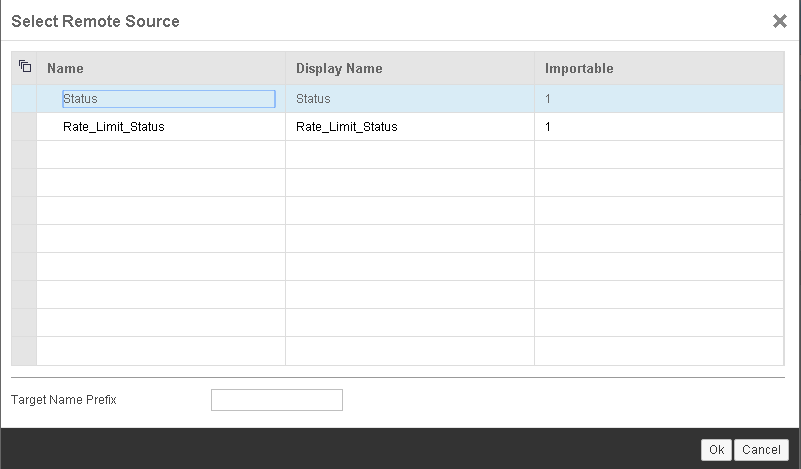 Select Remote Source
Name Display Name Importable
Status Status 1
Rate_Limit_Status Rate_Limit_Status 1
Target Name Prefix
Ok Cancel